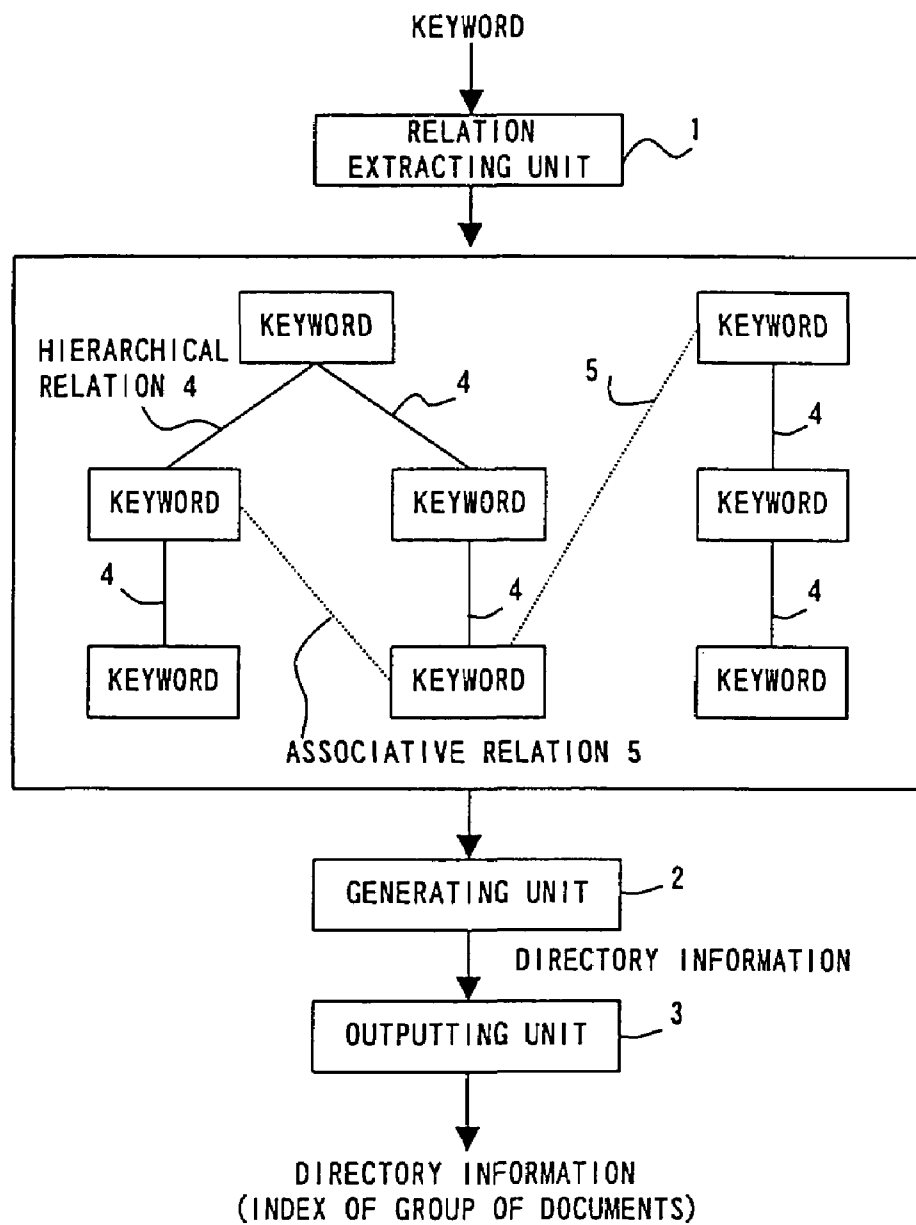 KEYWORD
RELATION
EXTRACTING UNIT
1
KEYWORD
KEYWORD
HIERARCHICAL
RELATION 4
4
5
4
KEYWORD
KEYWORD
KEYWORD
4
4
4
KEYWORD
KEYWORD
KEYWORD
ASSOCIATIVE RELATION 5
GENERATING UNIT
2
DIRECTORY INFORMATION
OUTPUTTING UNIT
3
DIRECTORY INFORMATION
(INDEX OF GROUP OF DOCUMENTS)